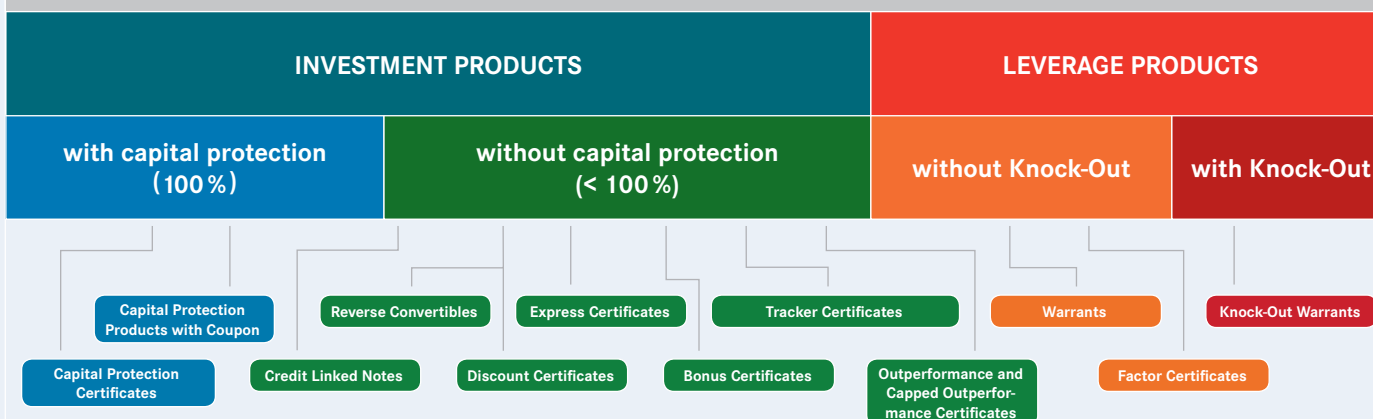 INVESTMENT PRODUCTS
LEVERAGE PRODUCTS
with capital protection
(100%)
without capital protection
(< 100%)
without Knock-Out
with Knock-Out
Capital Protection
Products with Coupon
Reverse Convertibles
Express Certificates
Tracker Certificates
Warrants
Knock-Out Warrants
Capital Protection
Certificates
Credit Linked Notes
Discount Certificates
Bonus Certificates
Outperformance and
Capped Outperfor-
mance Certificates
Factor Certificates